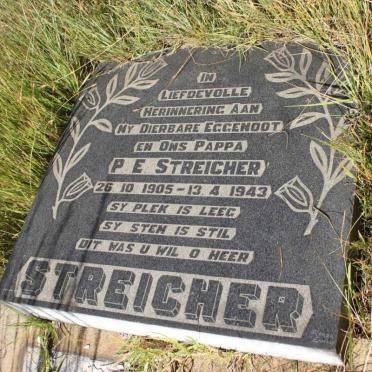 IN
LIEFDEVOLLE
HERINNERING AAN
MY DIERBARE EGGENOOT
EN ONS PAPPA
P. E. STREICHER
26.10.1905-13.4.1943
SY PLEK IS LEEG
SY STEM IS STIL
DIT WAS U WIL O HEER
STREICHER